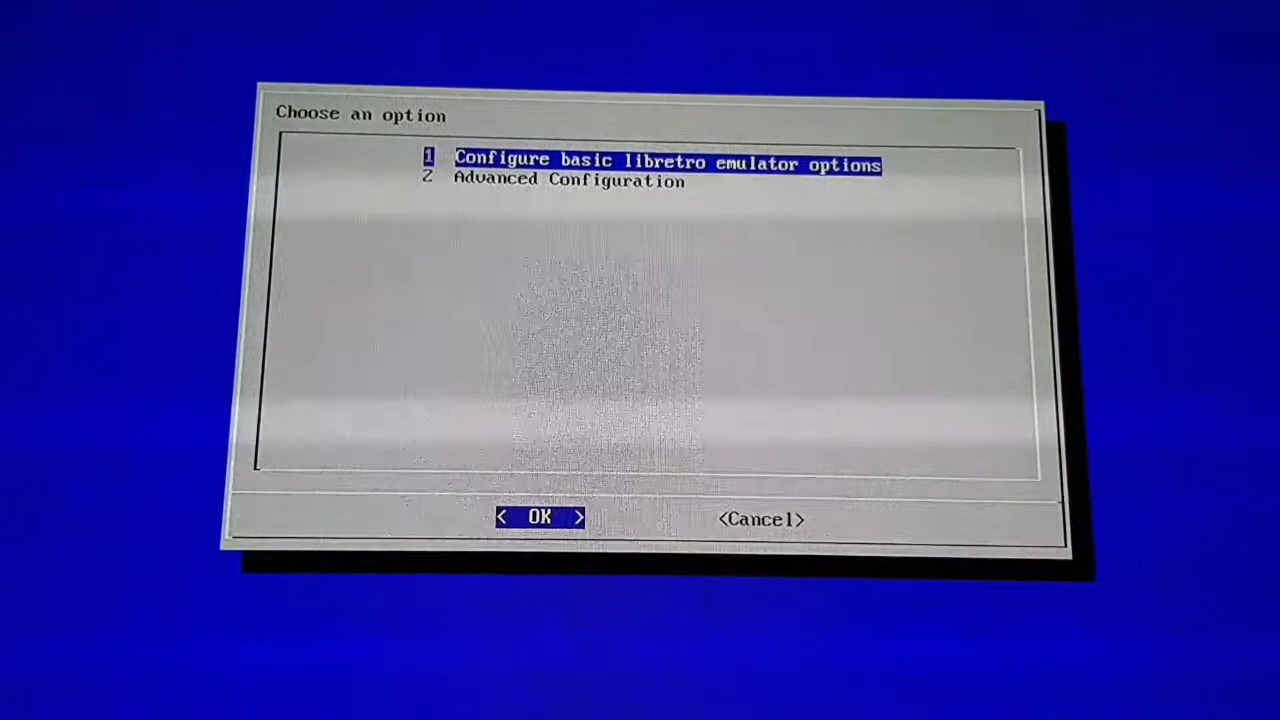 Choose an option
1 Configure basic libretro emulator options
2 Advanced Configuration
< OK > <Cancel>